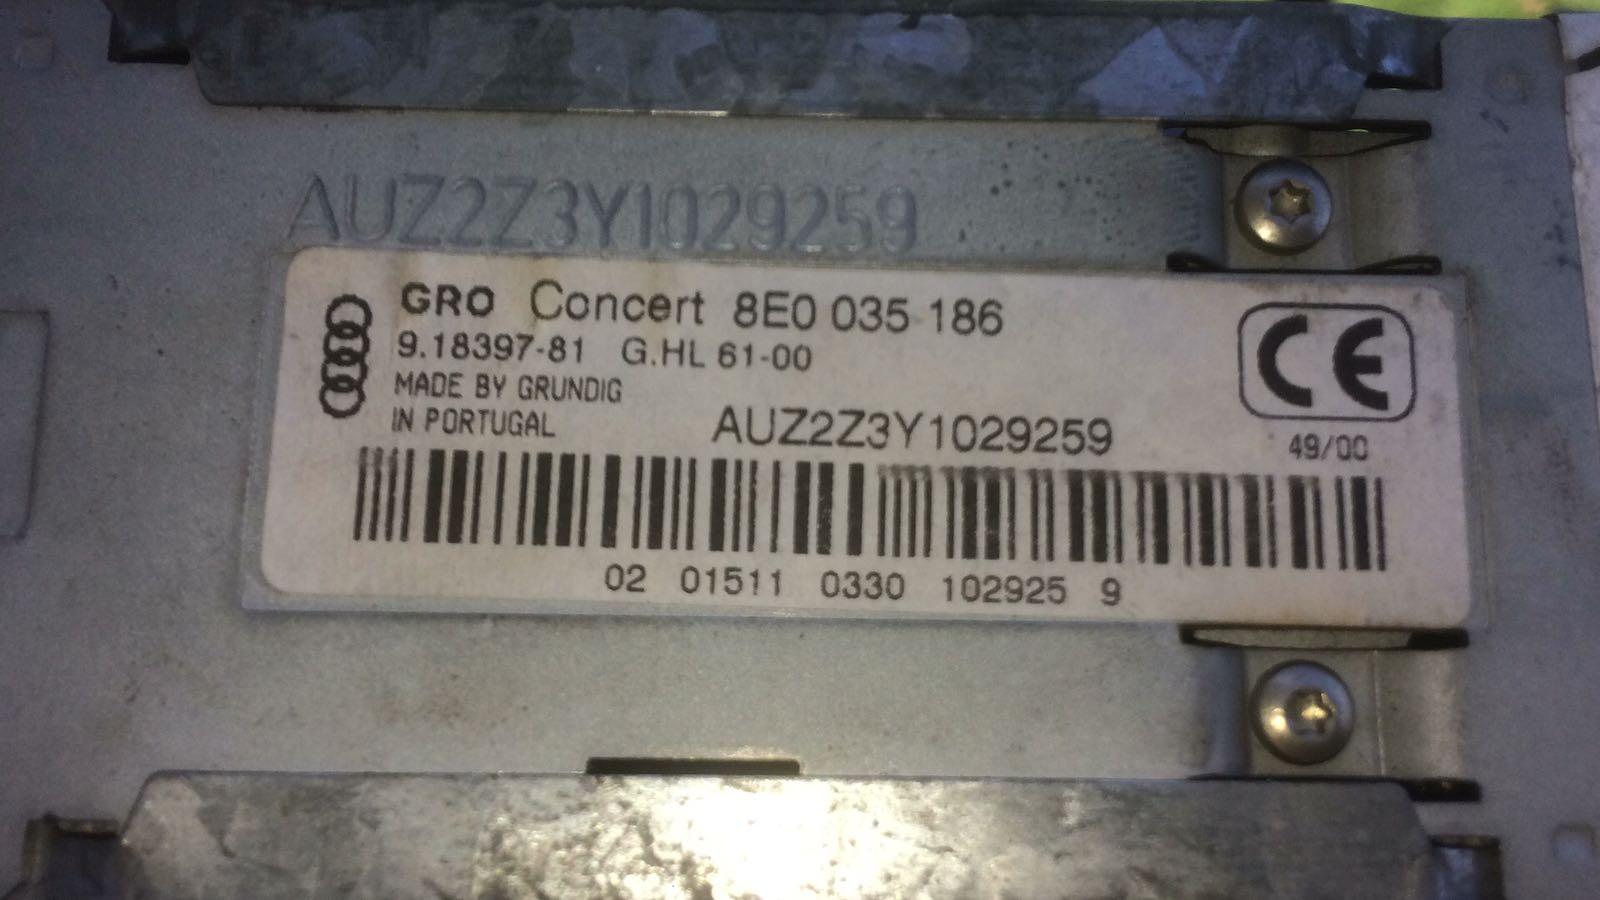 AUZ2Z3Y1029259
GRO Concert 8E0 035 186
9.18397-81 G.HL 61-00
MADE BY GRUNDIG
IN PORTUGAL
AUZ2Z3Y1029259
CE
49/00
02 01511 0330 102925 9